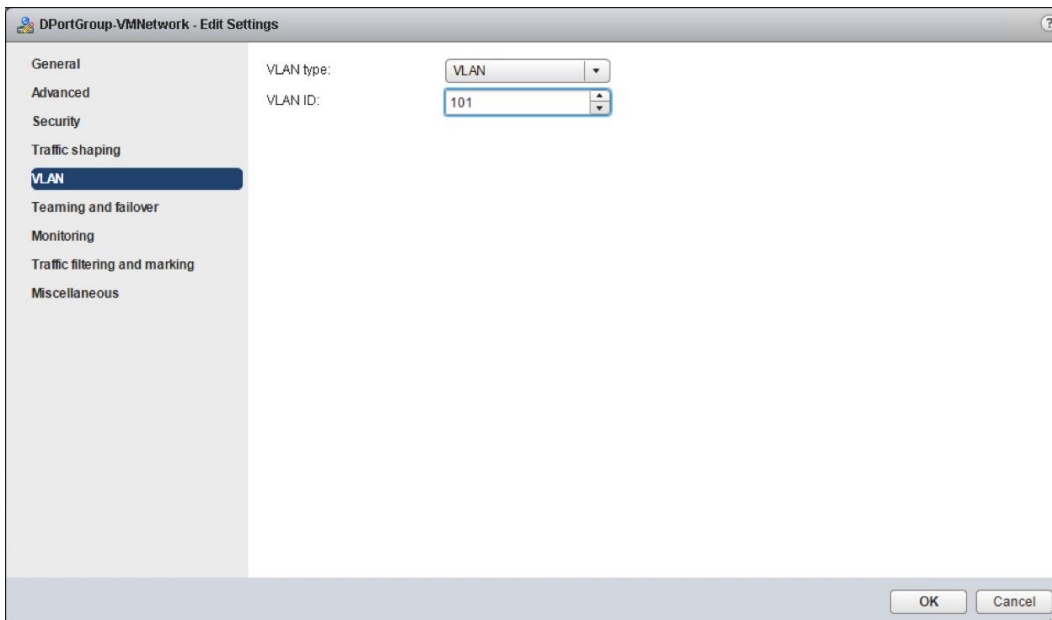 DPortGroup-VMNetwork - Edit Settings
?
General
Advanced
Security
Traffic shaping
VLAN
Teaming and failover
Monitoring
Traffic filtering and marking
Miscellaneous
VLAN type: VLAN
VLAN ID: 101
OK Cancel